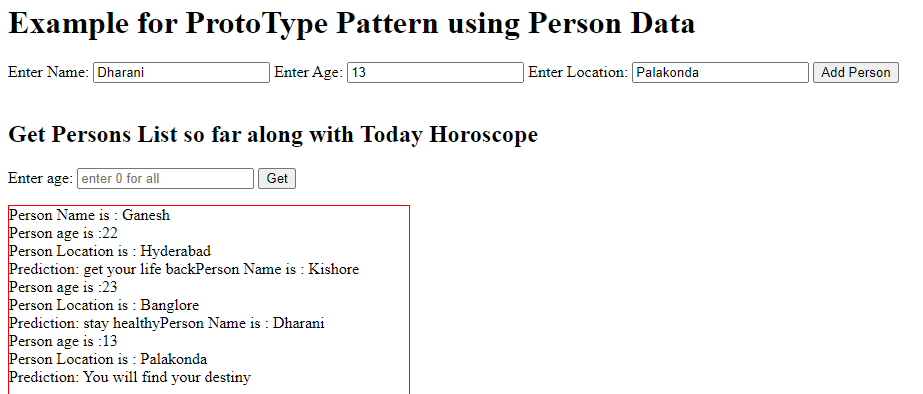 Example for ProtoType Pattern using Person Data
Enter Name: Dharani Enter Age: 13 Enter Location: Palakonda Add Person
Get Persons List so far along with Today Horoscope
Enter age: enter 0 for all Get
Person Name is : Ganesh
Person age is :22
Person Location is : Hyderabad
Prediction: get your life backPerson Name is : Kishore
Person age is :23
Person Location is : Banglore
Prediction: stay healthyPerson Name is : Dharani
Person age is :13
Person Location is : Palakonda
Prediction: You will find your destiny